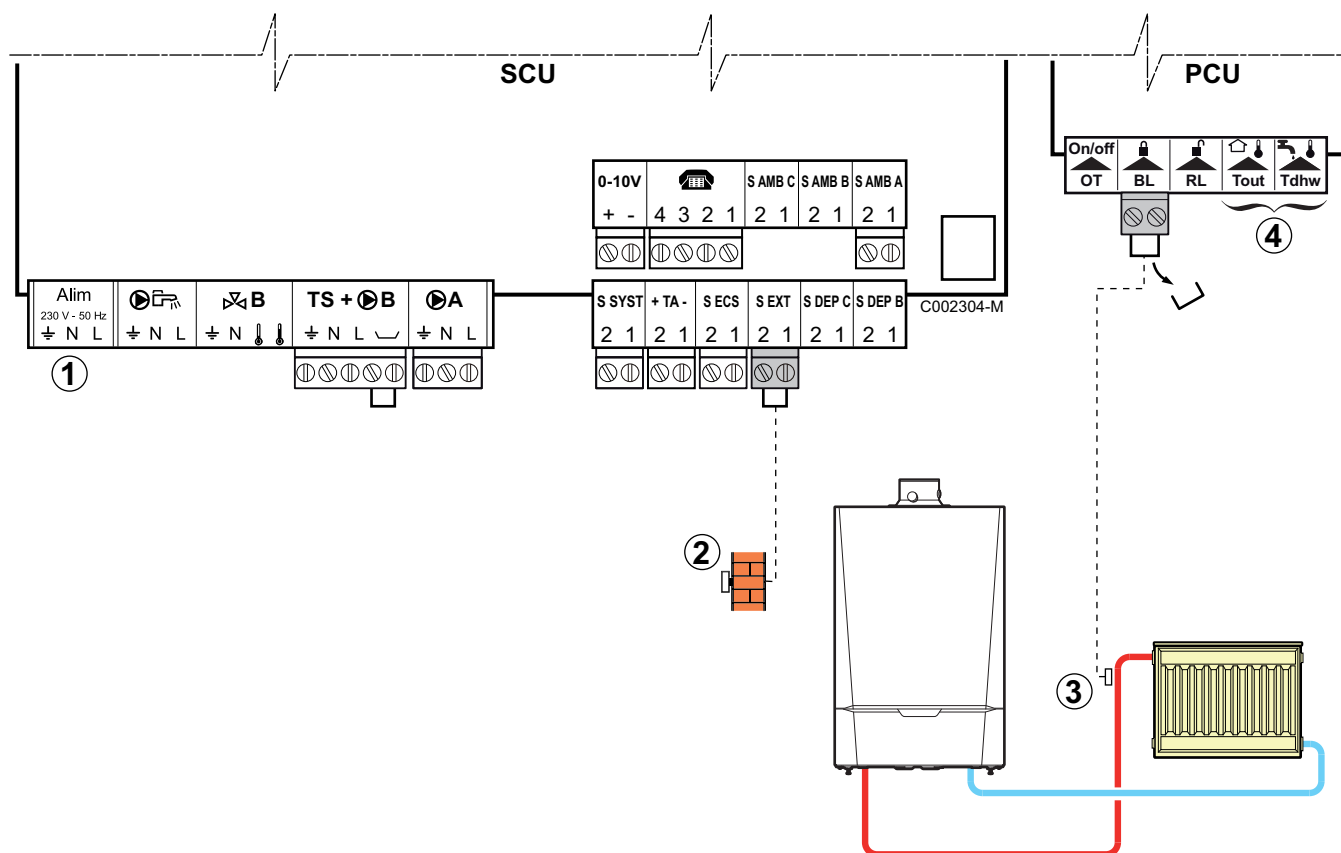 SCU
PCU
On/off
OT BL RL Tout Tdhw
0-10V S AMB C S AMB B S AMB A
+ - 4 3 2 1 2 1 2 1 2 1
4
C002304-M
Alim
230 V - 50 Hz
N L
N L
B
N
TS + B
N L
A
N L
S SYST + TA - S ECS S EXT S DEP C S DEP B
2 1 2 1 2 1 2 1 2 1 2 1
1
2
3